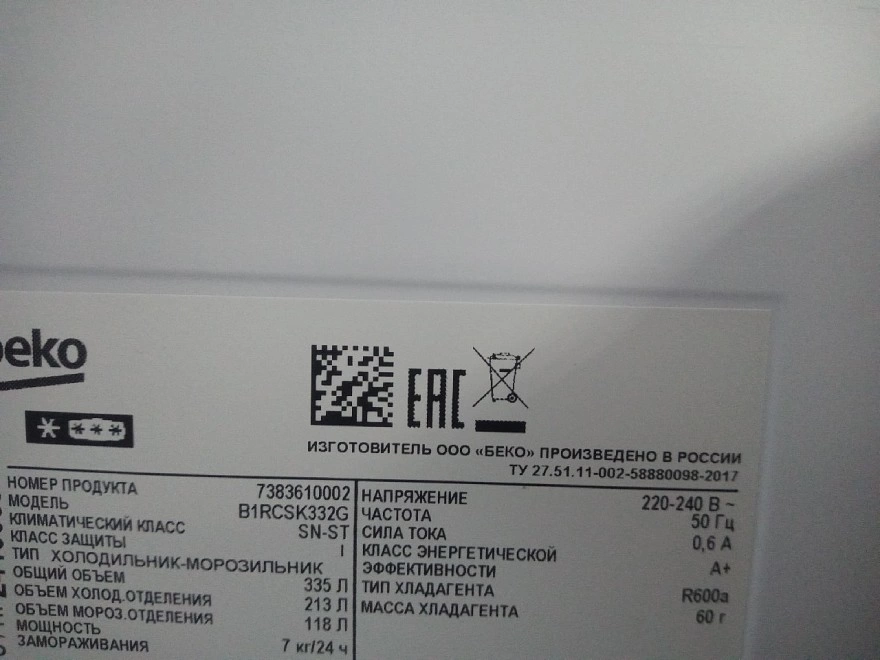 beko
EAC
ИЗГОТОВИТЕЛЬ ООО «БЕКО» ПРОИЗВЕДЕНО В РОССИИ
ТУ 27.51.11-002-58880098-2017
НОМЕР ПРОДУКТА 7383610002
МОДЕЛЬ B1RCSK332G
КЛИМАТИЧЕСКИЙ КЛАСС SN-ST
КЛАСС ЗАЩИТЫ I
ТИП ХОЛОДИЛЬНИК-МОРОЗИЛЬНИК
ОБЩИЙ ОБЪЕМ 335 Л
ОБЪЕМ ХОЛОД.ОТДЕЛЕНИЯ 213 Л
ОБЪЕМ МОРОЗ.ОТДЕЛЕНИЯ 118 Л
МОЩНОСТЬ
ЗАМОРАЖИВАНИЯ 7 кг/24 ч
НАПРЯЖЕНИЕ 220-240 В ~
ЧАСТОТА 50 Гц
СИЛА ТОКА 0,6 А
КЛАСС ЭНЕРГЕТИЧЕСКОЙ
ЭФФЕКТИВНОСТИ A+
ТИП ХЛАДАГЕНТА R600a
МАССА ХЛАДАГЕНТА 60 г